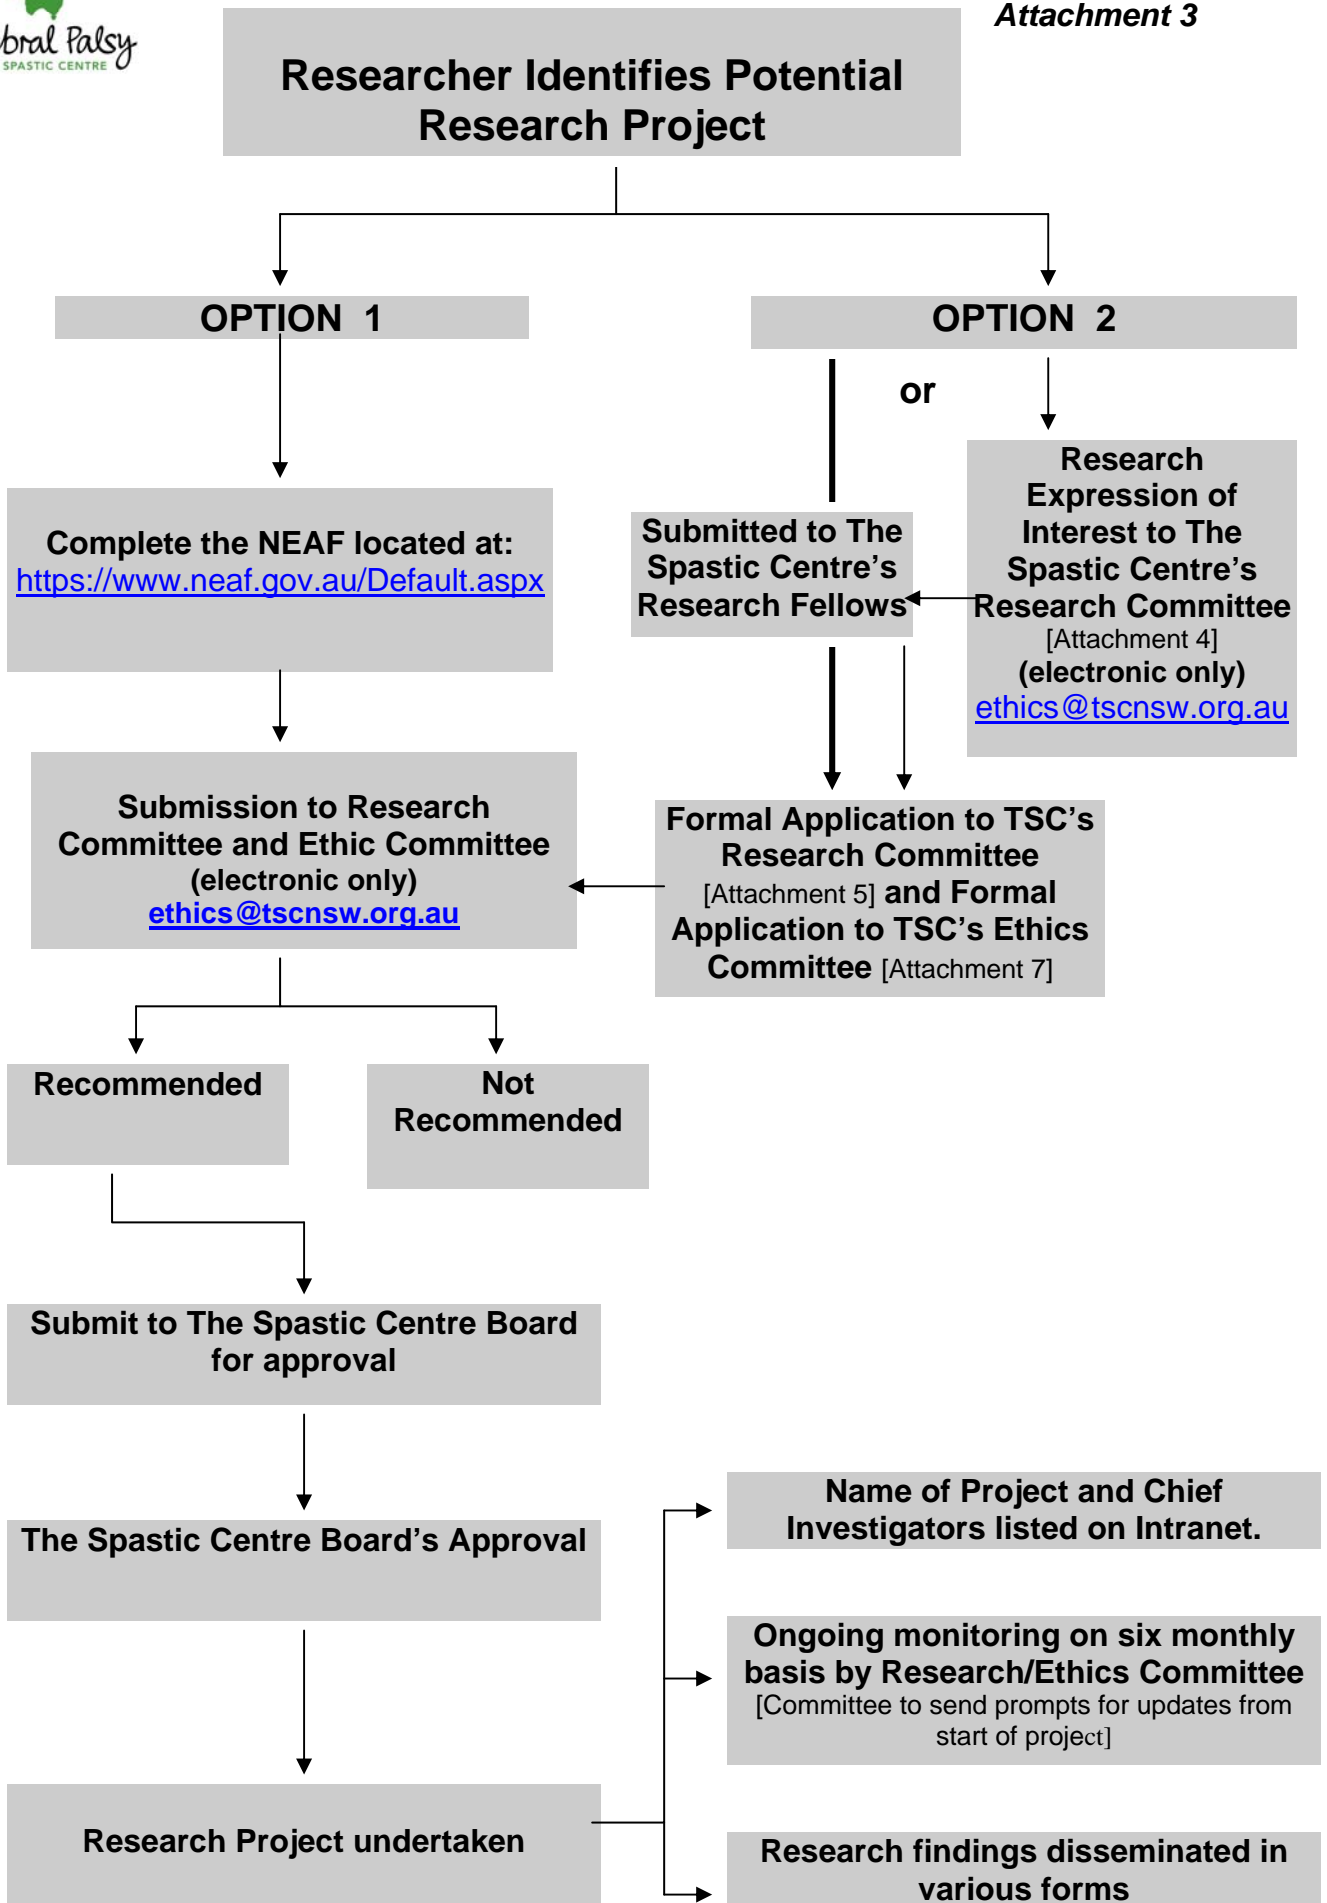 bral Palsy
SPASTIC CENTRE
Attachment 3
Researcher Identifies Potential
Research Project
OPTION 1
OPTION 2
or
Complete the NEAF located at:
https://www.neaf.gov.au/Default.aspx
Submitted to The
Spastic Centre's
Research Fellows
Research
Expression of
Interest to The
Spastic Centre's
Research Committee
[Attachment 4]
(electronic only)
ethics@tscnsw.org.au
Submission to Research
Committee and Ethic Committee
(electronic only)
ethics@tscnsw.org.au
Formal Application to TSC's
Research Committee
[Attachment 5] and Formal
Application to TSC's Ethics
Committee [Attachment 7]
Recommended
Not
Recommended
Submit to The Spastic Centre Board
for approval
The Spastic Centre Board's Approval
Research Project undertaken
Name of Project and Chief
Investigators listed on Intranet.
Ongoing monitoring on six monthly
basis by Research/Ethics Committee
[Committee to send prompts for updates from
start of project]
Research findings disseminated in
various forms